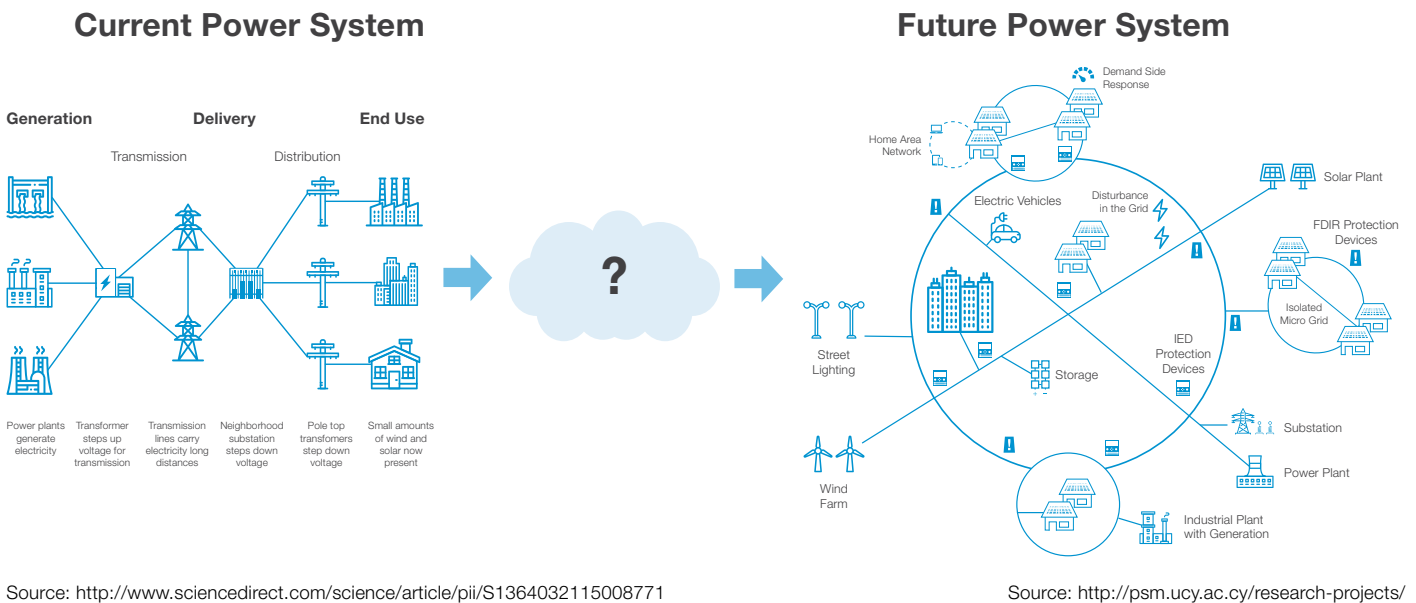 Current Power System
Generation
Delivery
End Use
Transmission
Distribution
Power plants
generate
electricity
Transformer
steps up
voltage for
transmission
Transmission
lines carry
electricity long
distances
Neighborhood
substation
steps down
voltage
Pole top
transfomers
step down
voltage
Small amounts
of wind and
solar now
present
?
Future Power System
Demand Side
Response
Home Area
Network
Electric Vehicles
Disturbance
in the Grid
Solar Plant
FDIR Protection
Devices
Isolated
Micro Grid
Street
Lighting
IED
Protection
Devices
Storage
+ -
Substation
Power Plant
Wind
Farm
Industrial Plant
with Generation
Source: http://www.sciencedirect.com/science/article/pii/S1364032115008771
Source: http://psm.ucy.ac.cy/research-projects/